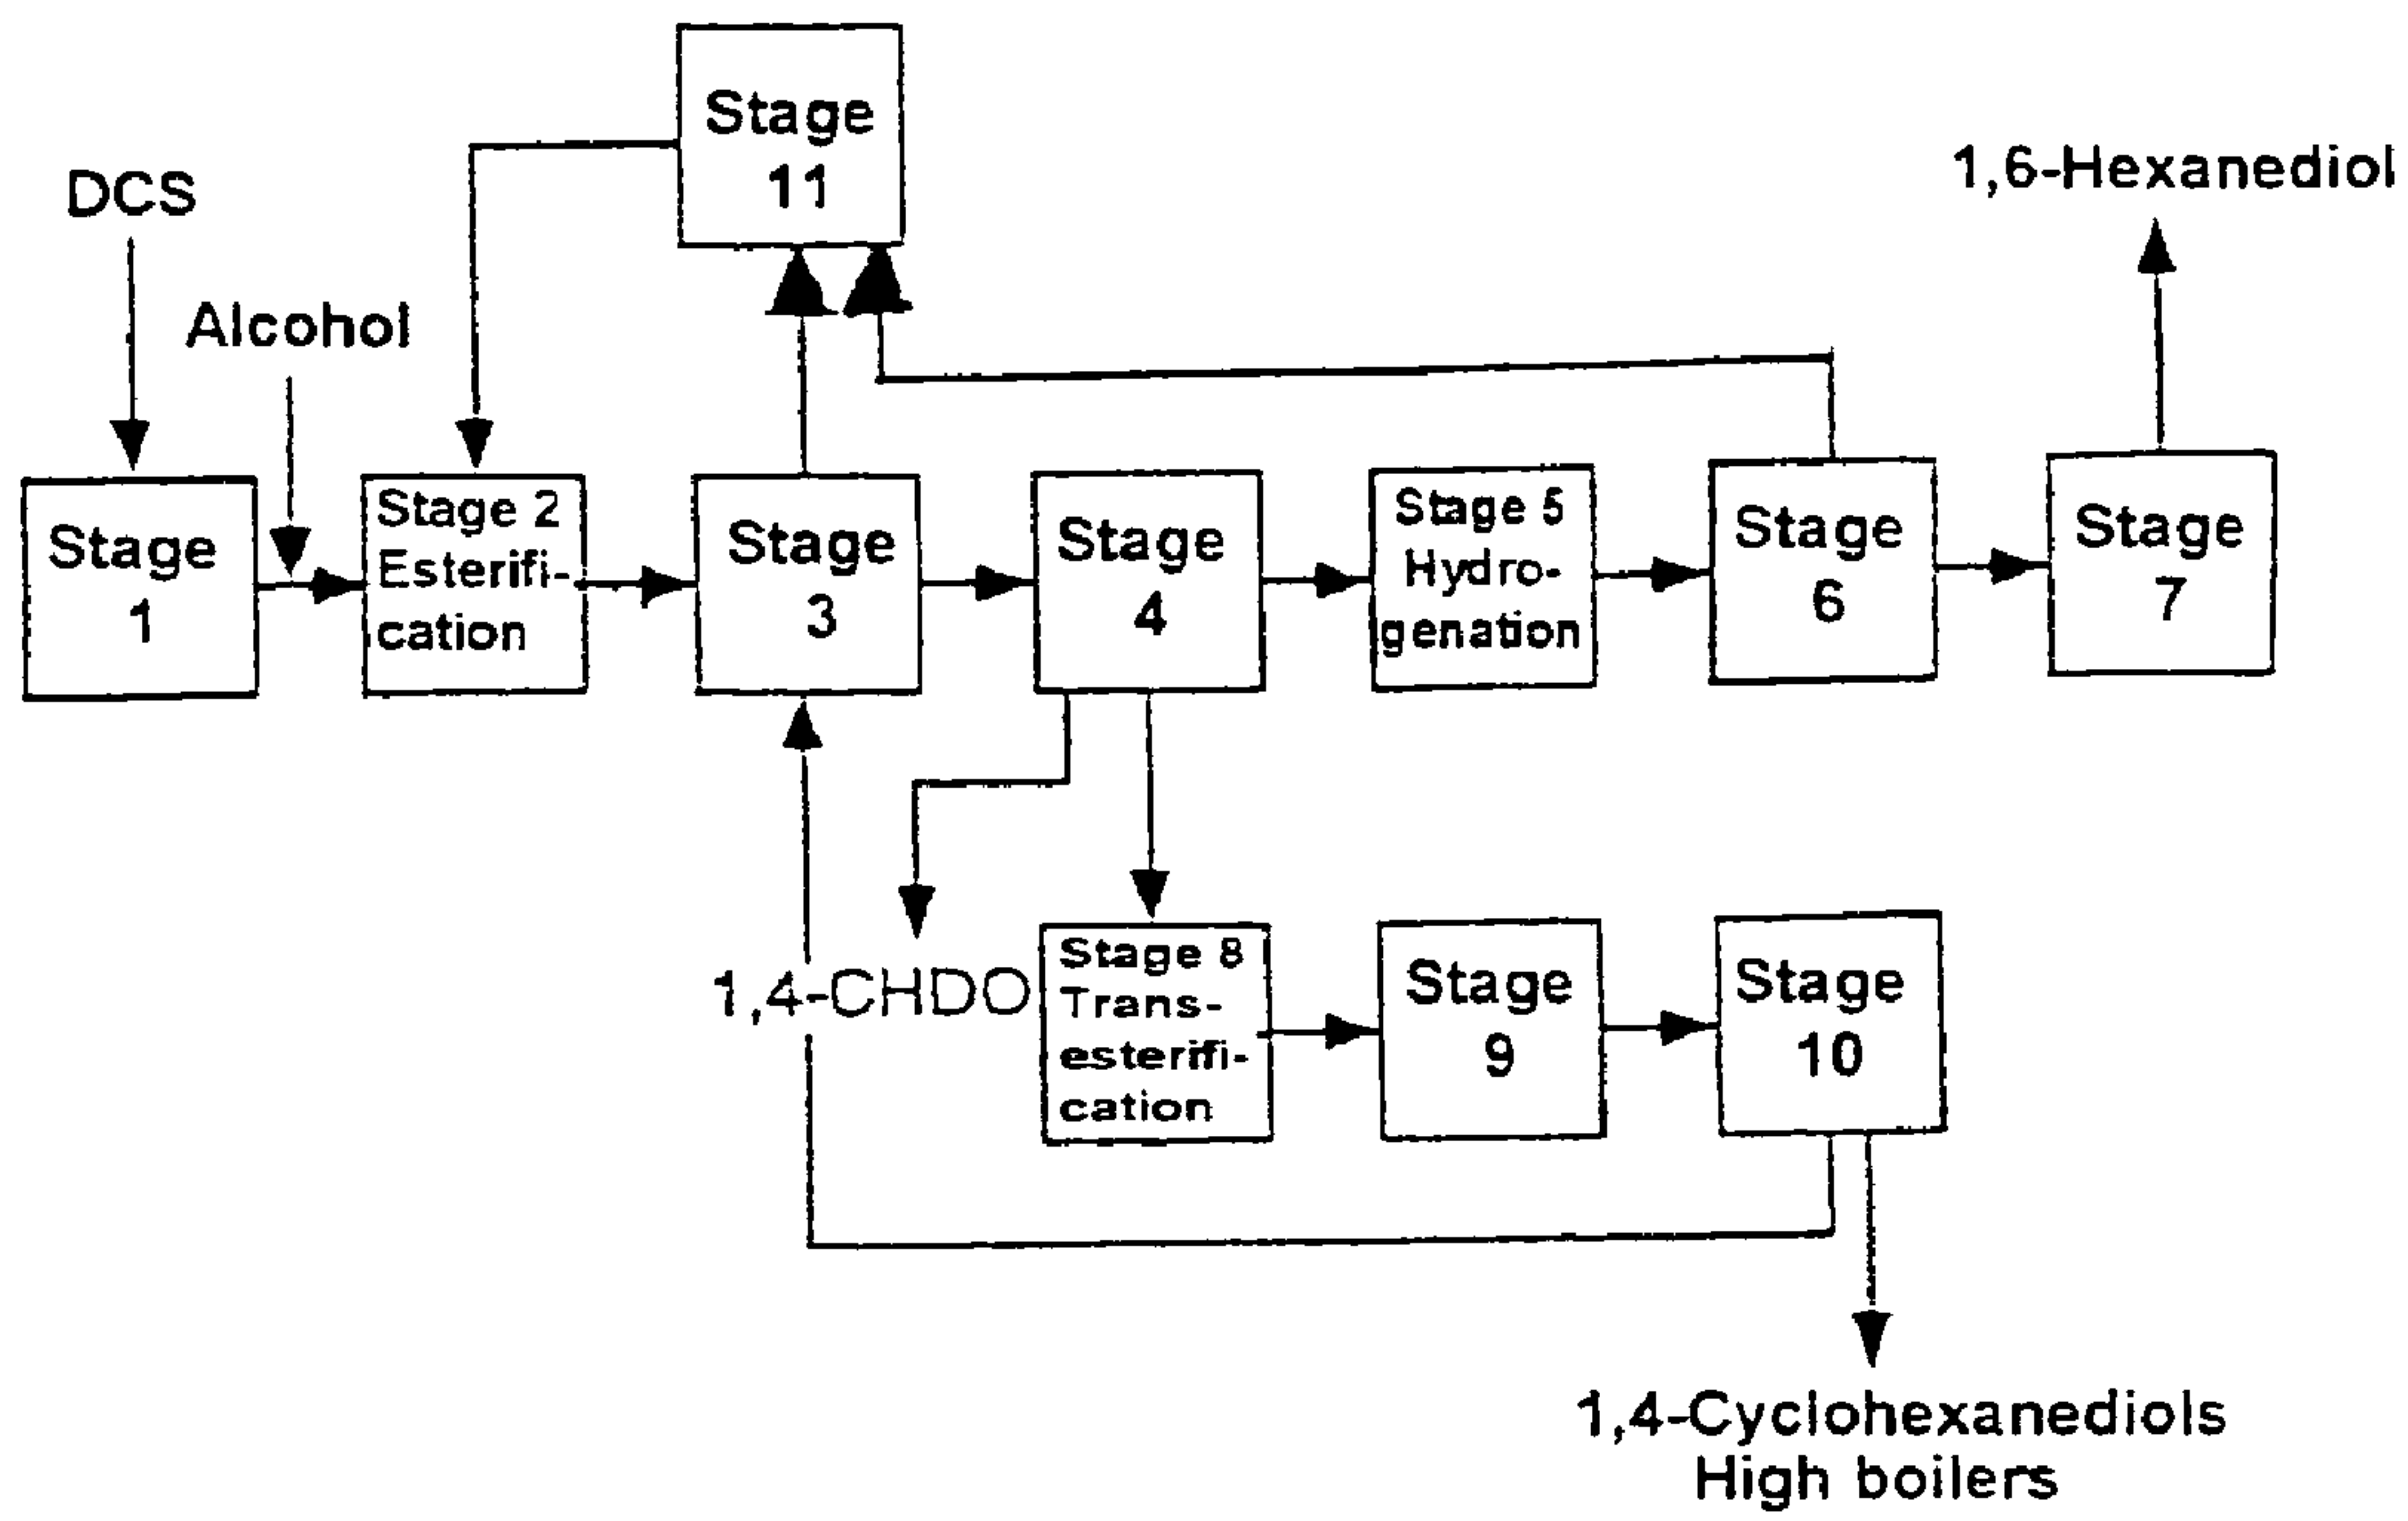 Stage
11
DCS
1,6-Hexanediol
Alcohol
Stage
1
Stage 2
Esterifi-
cation
Stage
3
Stage
4
Stage 5
Hydro-
genation
Stage
6
Stage
7
1,4-CHDO
Stage 8
Trans-
esterifi-
cation
Stage
9
Stage
10
1,4-Cyclohexanediols
High boilers